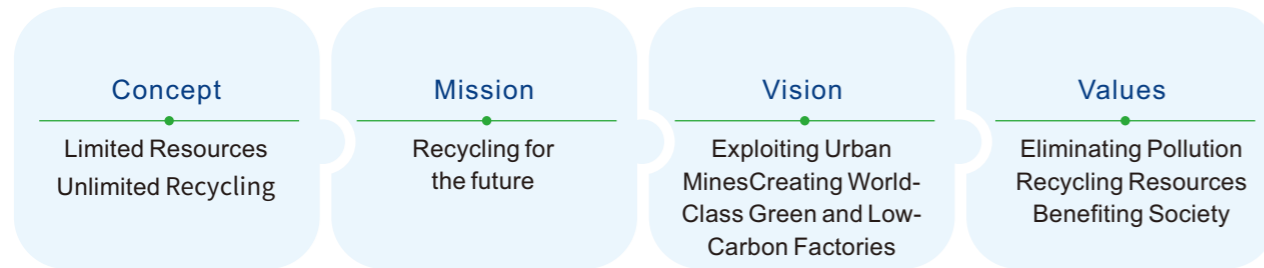 Concept
Limited Resources
Unlimited Recycling
Mission
Recycling for
the future
Vision
Exploiting Urban
MinesCreating World-
Class Green and Low-
Carbon Factories
Values
Eliminating Pollution
Recycling Resources
Benefiting Society